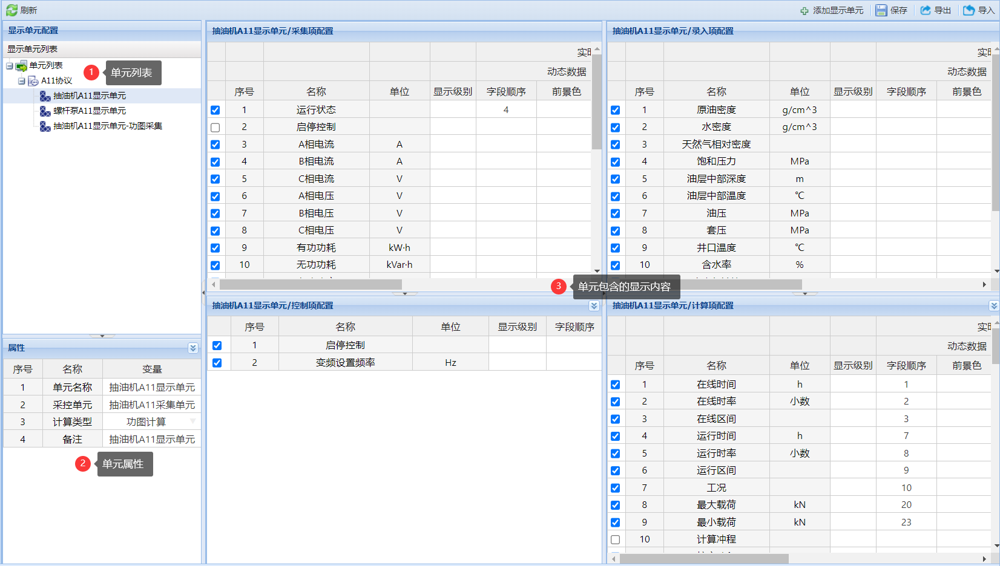 刷新
添加显示单元 保存 导出 导入
显示单元配置
显示单元列表
单元列表
A11协议
抽油机A11显示单元
螺杆泵A11显示单元
抽油机A11显示单元-功图采集
1 单元列表
属性
序号 名称 变量
1 单元名称 抽油机A11显示单元
2 采控单元 抽油机A11采集单元
3 计算类型 功图计算
4 备注 抽油机A11显示单元
2 单元属性
抽油机A11显示单元/采集项配置
动态数据
序号 名称 单位 显示级别 字段顺序 前景色
1 运行状态 4
2 启停控制
3 A相电流 A
4 B相电流 A
5 C相电流 V
6 A相电压 V
7 B相电压 V
8 C相电压 V
9 有功功耗 kW·h
10 无功功耗 kVar·h
抽油机A11显示单元/录入项配置
动态数据
序号 名称 单位 显示级别 字段顺序 前景色
1 原油密度 g/cm^3
2 水密度 g/cm^3
3 天然气相对密度
4 饱和压力 MPa
5 油层中部深度 m
6 油层中部温度 ℃
7 油压 MPa
8 套压 MPa
9 井口温度 ℃
10 含水率 %
3 单元包含的显示内容
抽油机A11显示单元/控制项配置
序号 名称 单位 显示级别 字段顺序
1 启停控制
2 变频设置频率 Hz
抽油机A11显示单元/计算项配置
动态数据
序号 名称 单位 显示级别 字段顺序 前景色
1 在线时间 h 1
2 在线时率 小数 2
3 在线区间 3
4 运行时间 h 7
5 运行时率 小数 8
6 运行区间 9
7 工况 10
8 最大载荷 kN 20
9 最小载荷 kN 23
10 计算冲程